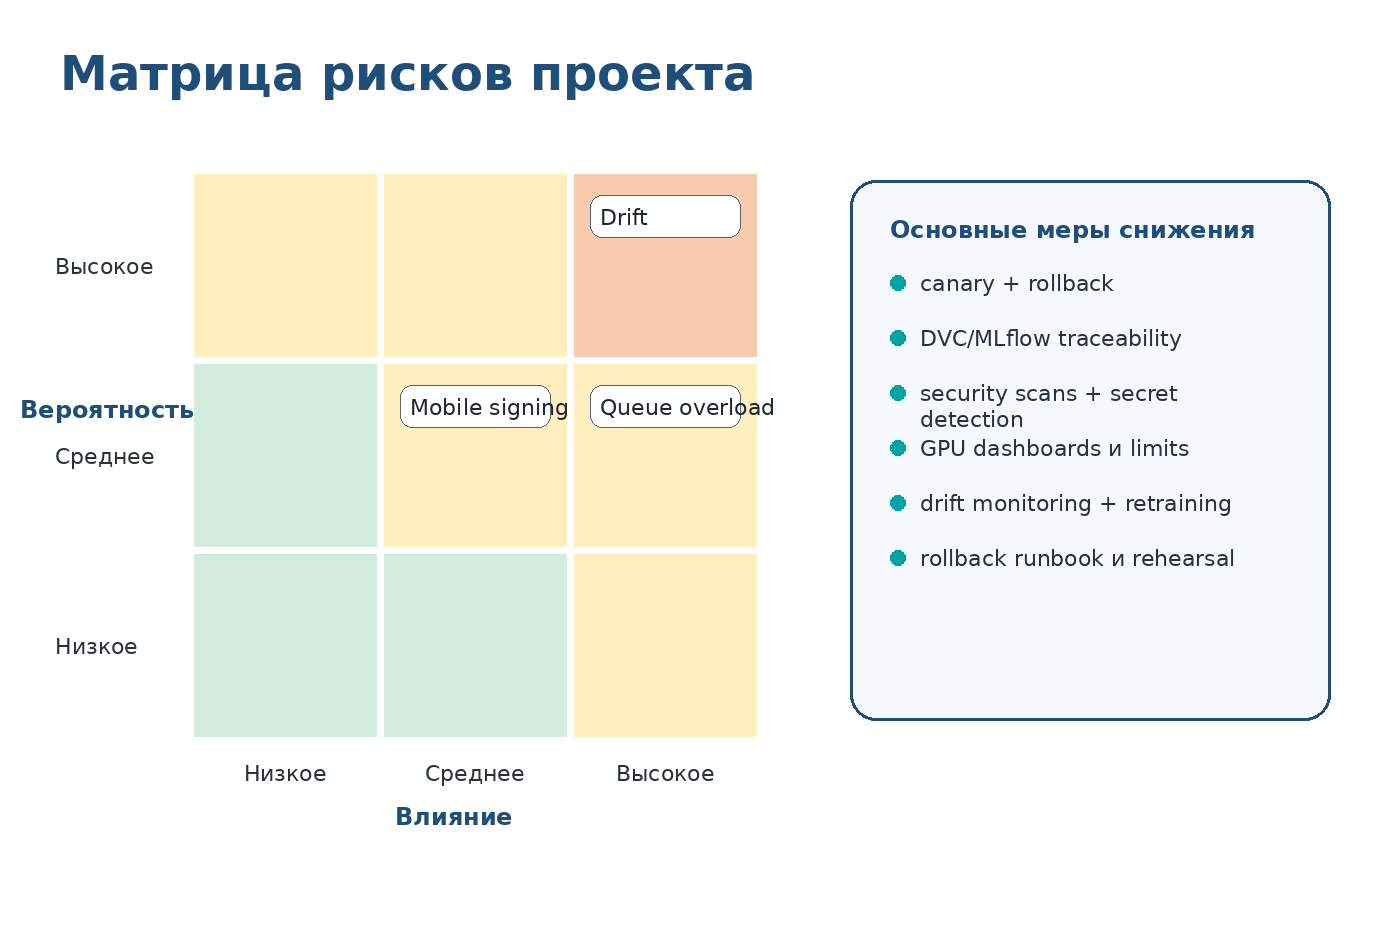 Матрица рисков проекта
Drift
Высокое
Вероятность
Mobile signing
Queue overload
Среднее
Низкое
Низкое
Среднее
Высокое
Влияние
Основные меры снижения
canary + rollback
DVC/MLflow traceability
security scans + secret
detection
GPU dashboards и limits
drift monitoring + retraining
rollback runbook и rehearsal